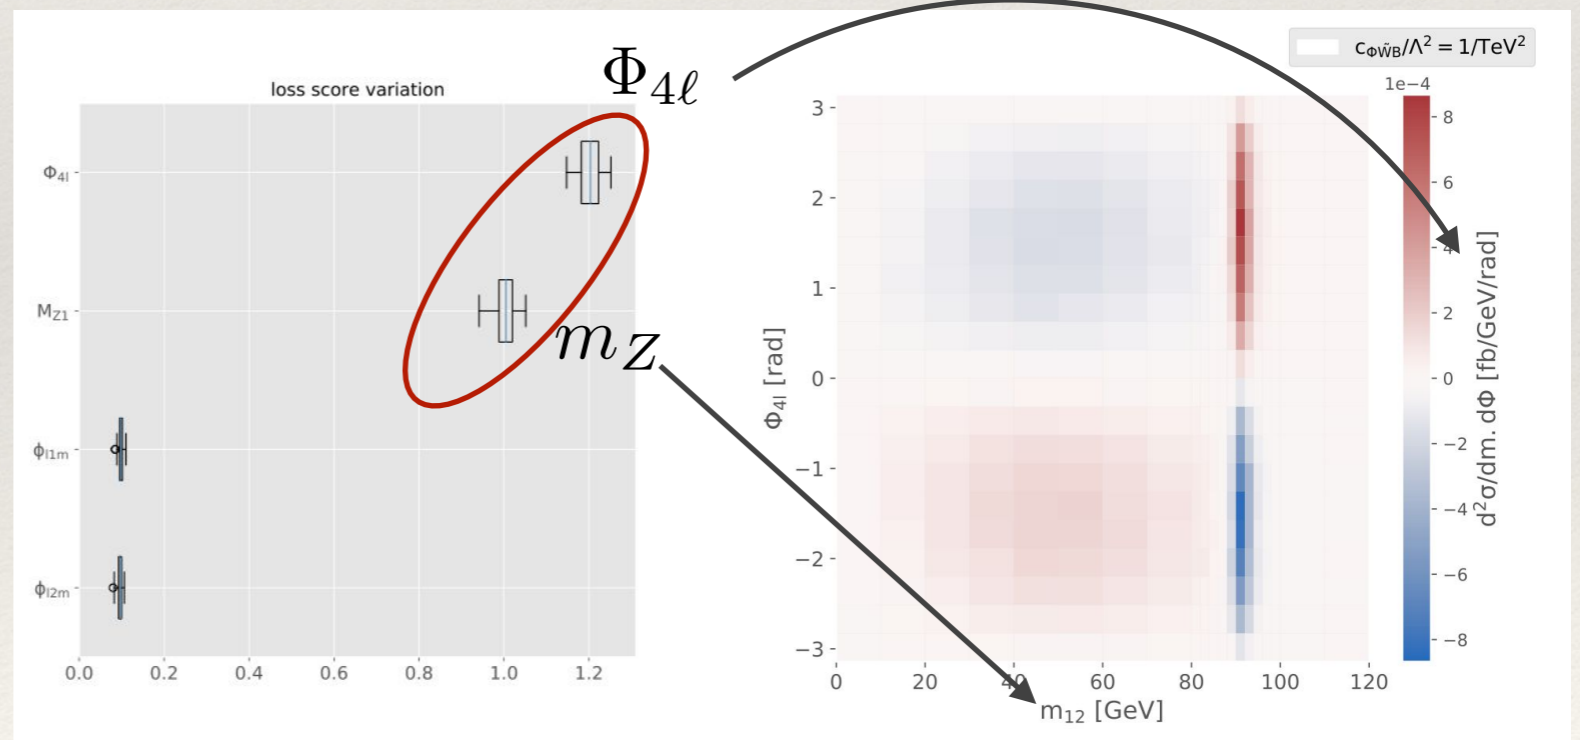 loss score variation
Φ4ℓ
Φ4l
MZ1
mZ
ϕl1m
ϕl2m
0.0 0.2 0.4 0.6 0.8 1.0 1.2
cΦW̃B/Λ² = 1/TeV²
1e−4
3
2
1
0
−1
−2
−3
Φ4l [rad]
0 20 40 60 80 100 120
m12 [GeV]
8
6
4
2
0
−2
−4
−6
−8
d²σ/dm. dΦ [fb/GeV/rad]